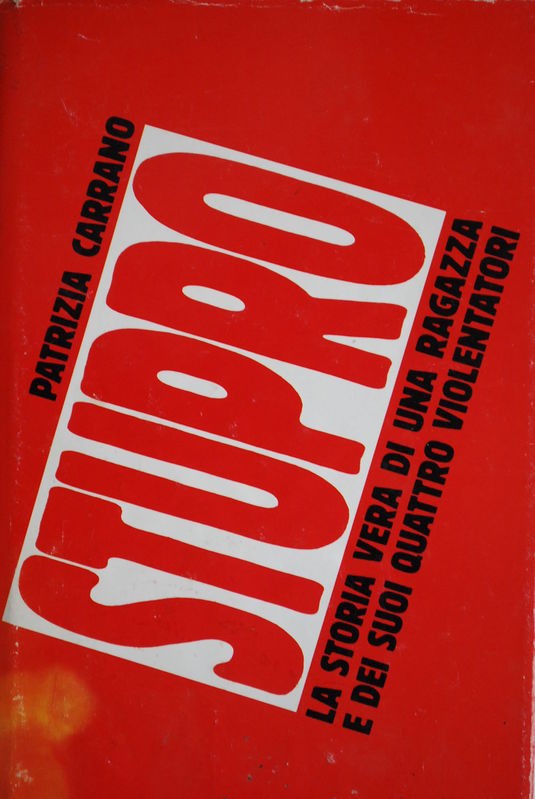 PATRIZIA CARRANO
STUPRO
LA STORIA VERA DI UNA RAGAZZA
E DEI SUOI QUATTRO VIOLENTATORI